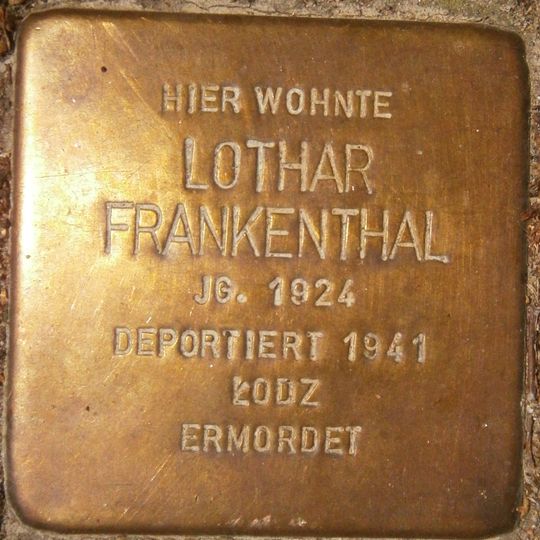 HIER WOHNTE
LOTHAR
FRANKENTHAL
JG. 1924
DEPORTIERT 1941
ŁODZ
ERMORDET